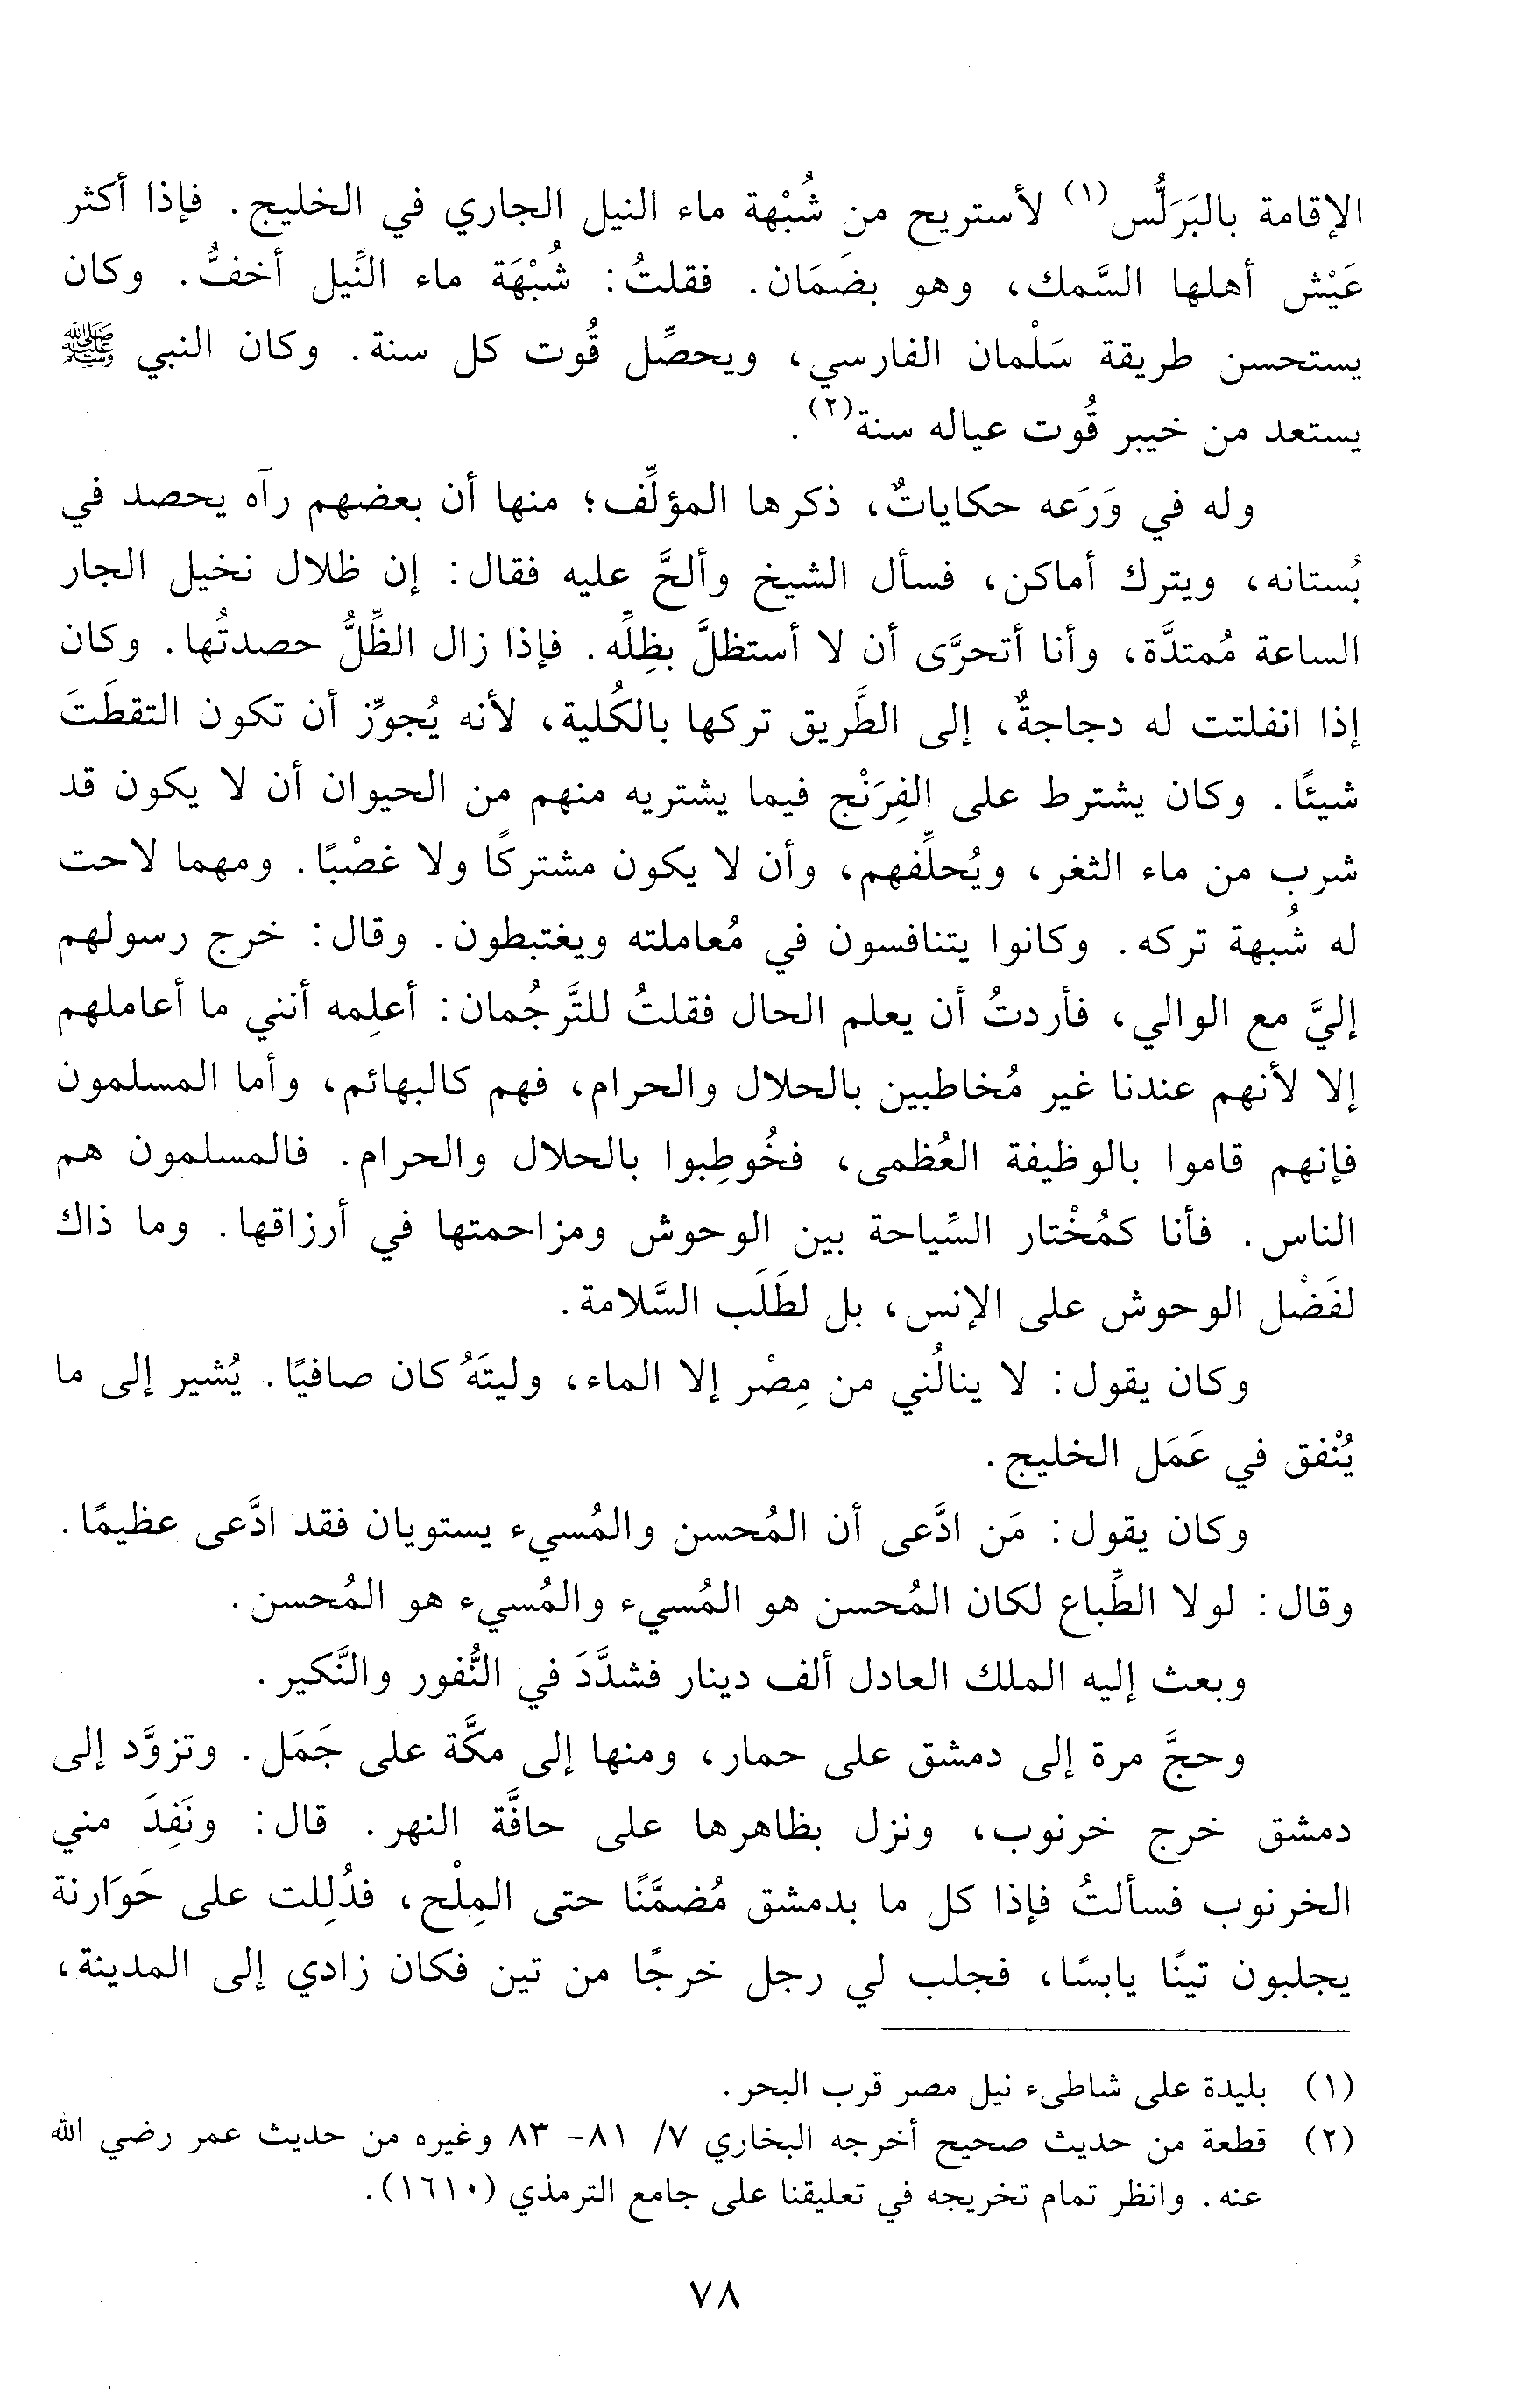 الإقامة بالبَرَلُّس(١) لأستريح من شُبْهة ماء النيل الجاري في الخليج. فإذا أكثر
عَيْش أهلها السَّمك، وهو بضَمَان. فقلتُ: شُبْهَة ماء النِّيل أخفُّ. وكان
يستحسن طريقة سَلْمان الفارسي، ويحصِّل قُوت كل سنة. وكان النبي ﷺ
يستعد من خيبر قُوت عياله سنة(٢).
وله في وَرَعه حكاياتٌ، ذكرها المؤلِّف؛ منها أن بعضهم رآه يحصد في
بُستانه، ويترك أماكن، فسأل الشيخ وألحَّ عليه فقال: إن ظلال نخيل الجار
الساعة مُمتدَّة، وأنا أتحرَّى أن لا أستظلَّ بظِلِّه. فإذا زال الظِّلُّ حصدتُها. وكان
إذا انفلتت له دجاجةٌ، إلى الطَّريق تركها بالكُلية، لأنه يُجوِّز أن تكون التقطَتَ
شيئًا. وكان يشترط على الفِرَنْج فيما يشتريه منهم من الحيوان أن لا يكون قد
شرب من ماء الثغر، ويُحلِّفهم، وأن لا يكون مشتركًا ولا غصْبًا. ومهما لاحت
له شُبهة تركه. وكانوا يتنافسون في مُعاملته ويغتبطون. وقال: خرج رسولهم
إليَّ مع الوالي، فأردتُ أن يعلم الحال فقلتُ للتَّرجُمان: أعلِمه أنني ما أعاملهم
إلا لأنهم عندنا غير مُخاطبين بالحلال والحرام، فهم كالبهائم، وأما المسلمون
فإنهم قاموا بالوظيفة العُظمى، فخُوطِبوا بالحلال والحرام. فالمسلمون هم
الناس. فأنا كمُخْتار السِّياحة بين الوحوش ومزاحمتها في أرزاقها. وما ذاك
لفَضْل الوحوش على الإنس، بل لطَلَب السَّلامة.
وكان يقول: لا ينالُني من مِصْر إلا الماء، وليتَهُ كان صافيًا. يُشير إلى ما
يُنْفق في عَمَل الخليج.
وكان يقول: مَن ادَّعى أن المُحسن والمُسيء يستويان فقد ادَّعى عظيمًا.
وقال: لولا الطِّباع لكان المُحسن هو المُسيء والمُسيء هو المُحسن.
وبعث إليه الملك العادل ألف دينار فشدَّدَ في النُّفور والنَّكير.
وحجَّ مرة إلى دمشق على حمار، ومنها إلى مكَّة على جَمَل. وتزوَّد إلى
دمشق خرج خرنوب، ونزل بظاهرها على حافَّة النهر. قال: ونَفِدَ مني
الخرنوب فسألتُ فإذا كل ما بدمشق مُضمَّنًا حتى المِلْح، فدُلِلت على حَوَارنة
يجلبون تينًا يابسًا، فجلب لي رجل خرجًا من تين فكان زادي إلى المدينة،
(١) بليدة على شاطىء نيل مصر قرب البحر.
(٢) قطعة من حديث صحيح أخرجه البخاري ٧/ ٨١- ٨٣ وغيره من حديث عمر رضي الله
عنه. وانظر تمام تخريجه في تعليقنا على جامع الترمذي (١٦١٠).
٧٨